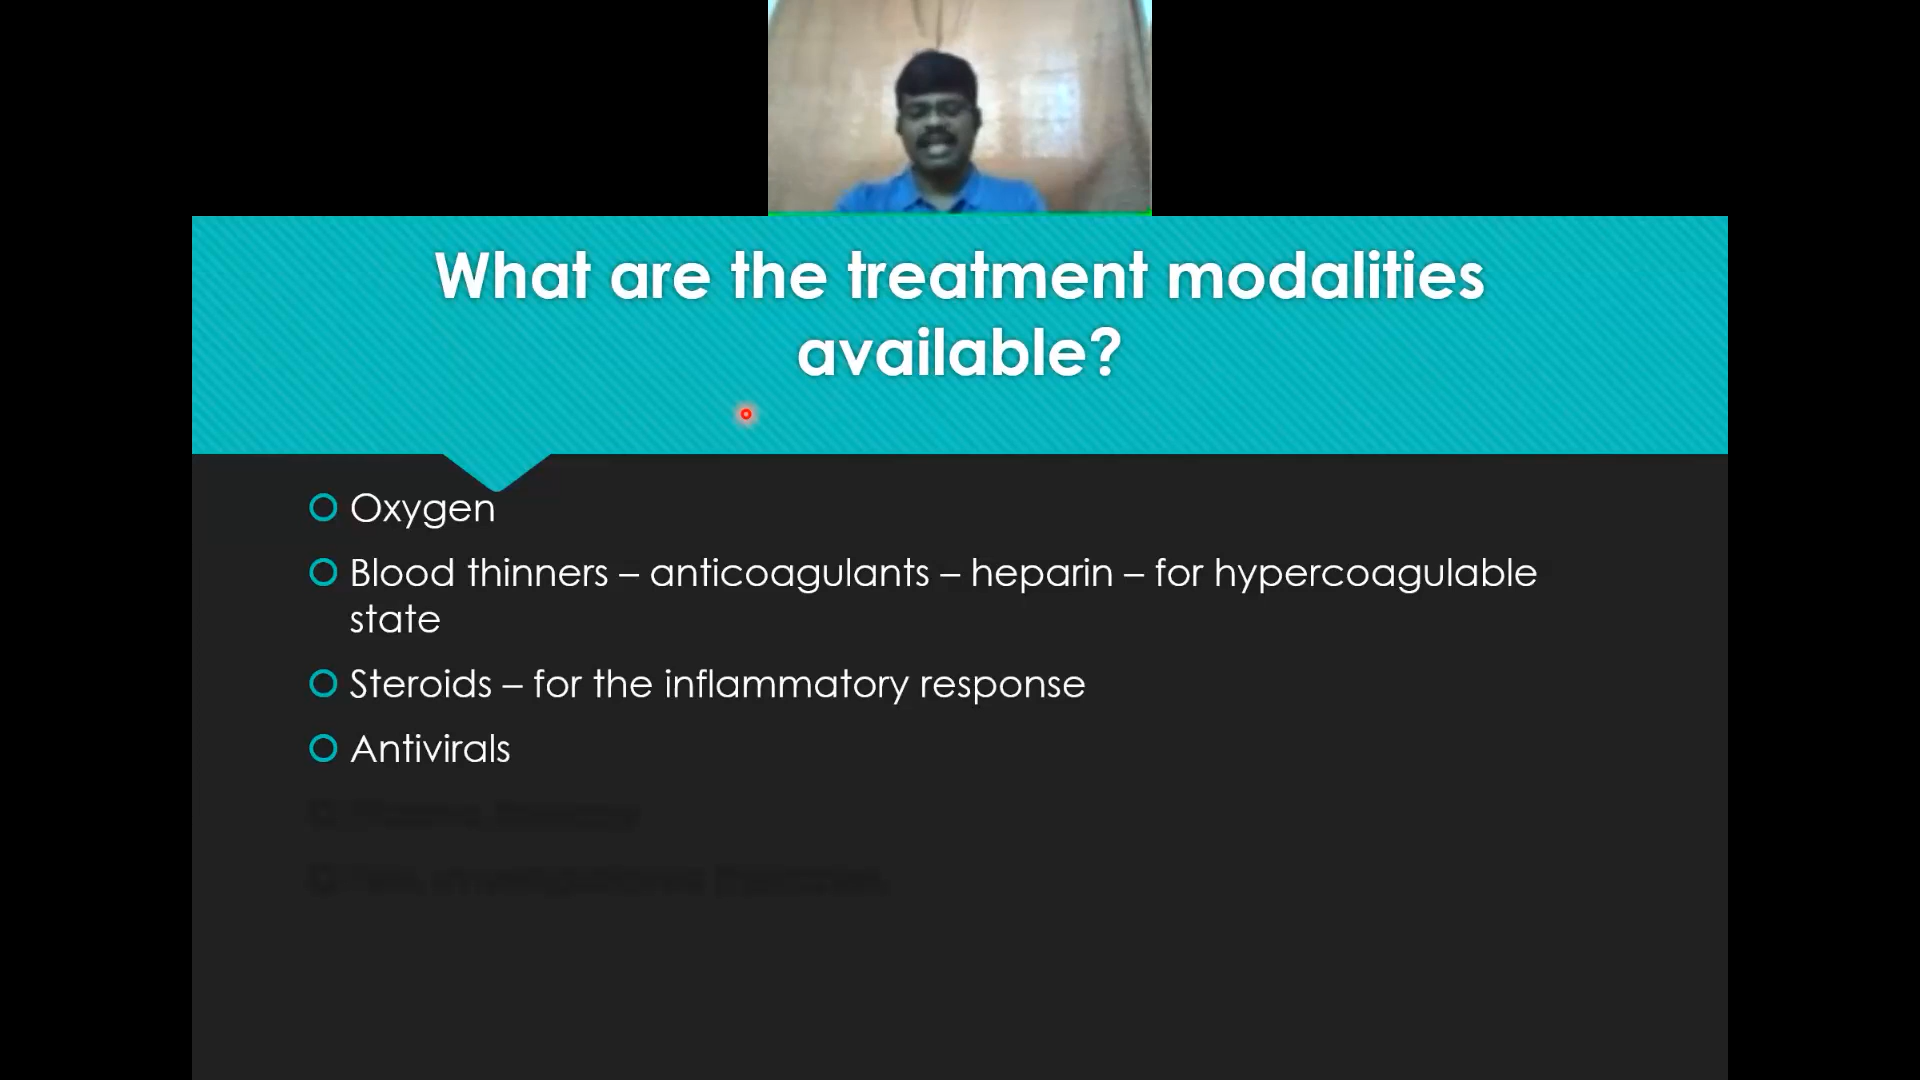 What are the treatment modalities
available?
Oxygen
Blood thinners – anticoagulants – heparin – for hypercoagulable
state
Steroids – for the inflammatory response
Antivirals